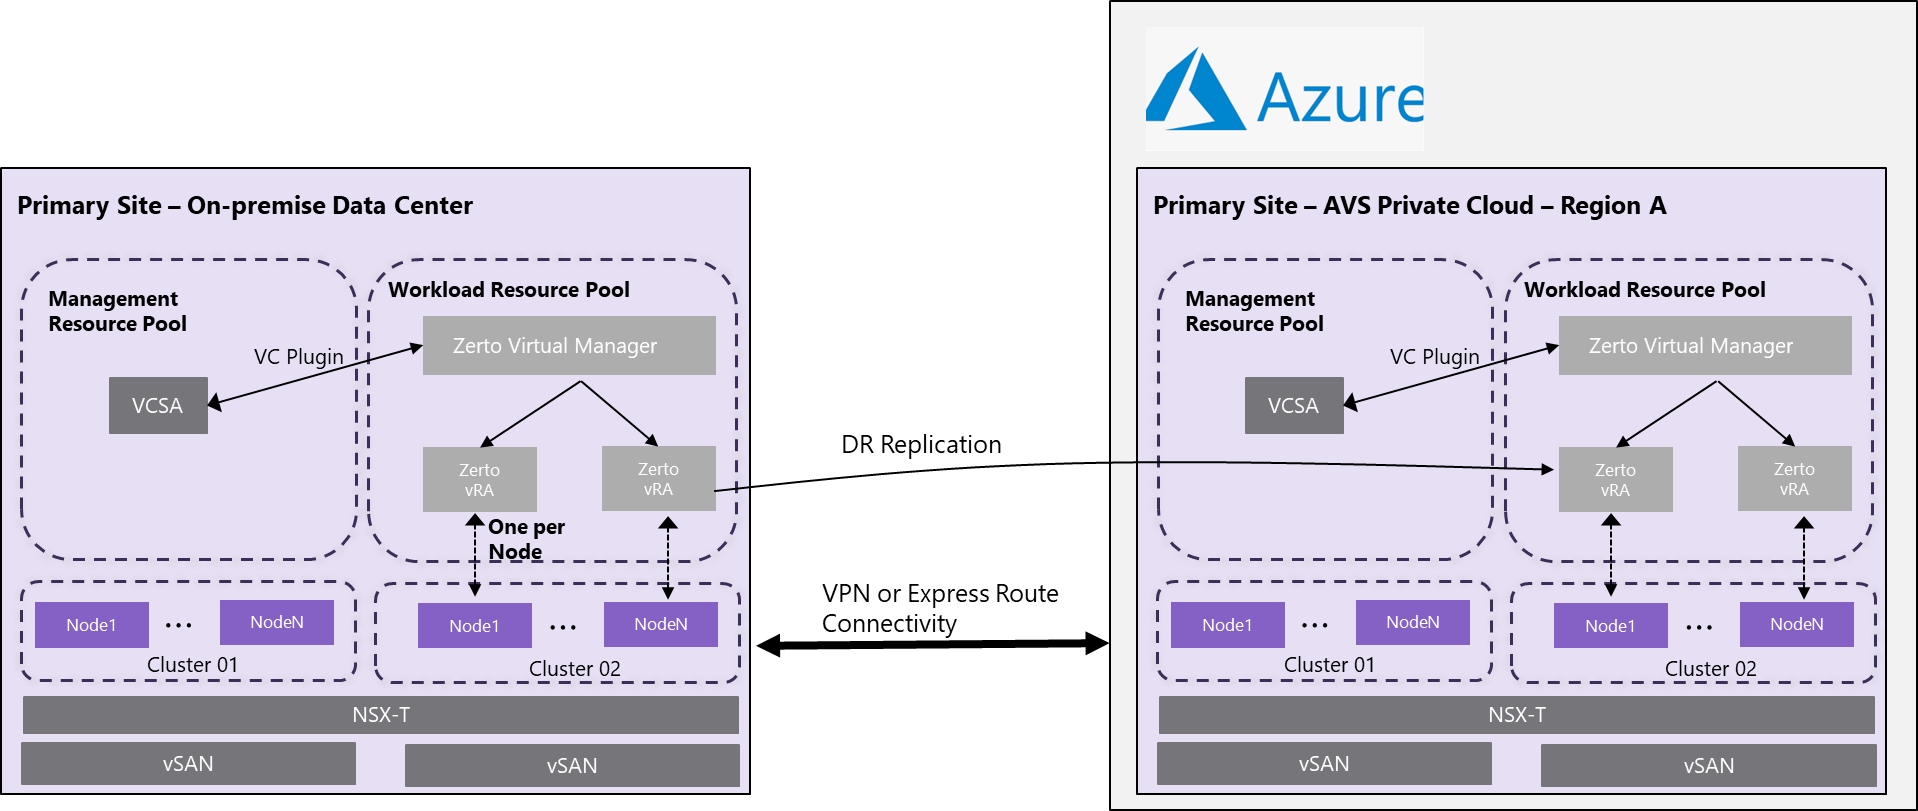 Azure
Primary Site – On-premise Data Center
Management
Resource Pool
Workload Resource Pool
Zerto Virtual Manager
VC Plugin
VCSA
Zerto
vRA
Zerto
vRA
One per
Node
Node1
...
NodeN
Cluster 01
Node1
...
NodeN
Cluster 02
NSX-T
vSAN
vSAN
DR Replication
VPN or Express Route
Connectivity
Primary Site – AVS Private Cloud – Region A
Management
Resource Pool
Workload Resource Pool
Zerto Virtual Manager
VC Plugin
VCSA
Zerto
vRA
Zerto
vRA
Node1
...
NodeN
Cluster 01
Node1
...
NodeN
Cluster 02
NSX-T
vSAN
vSAN